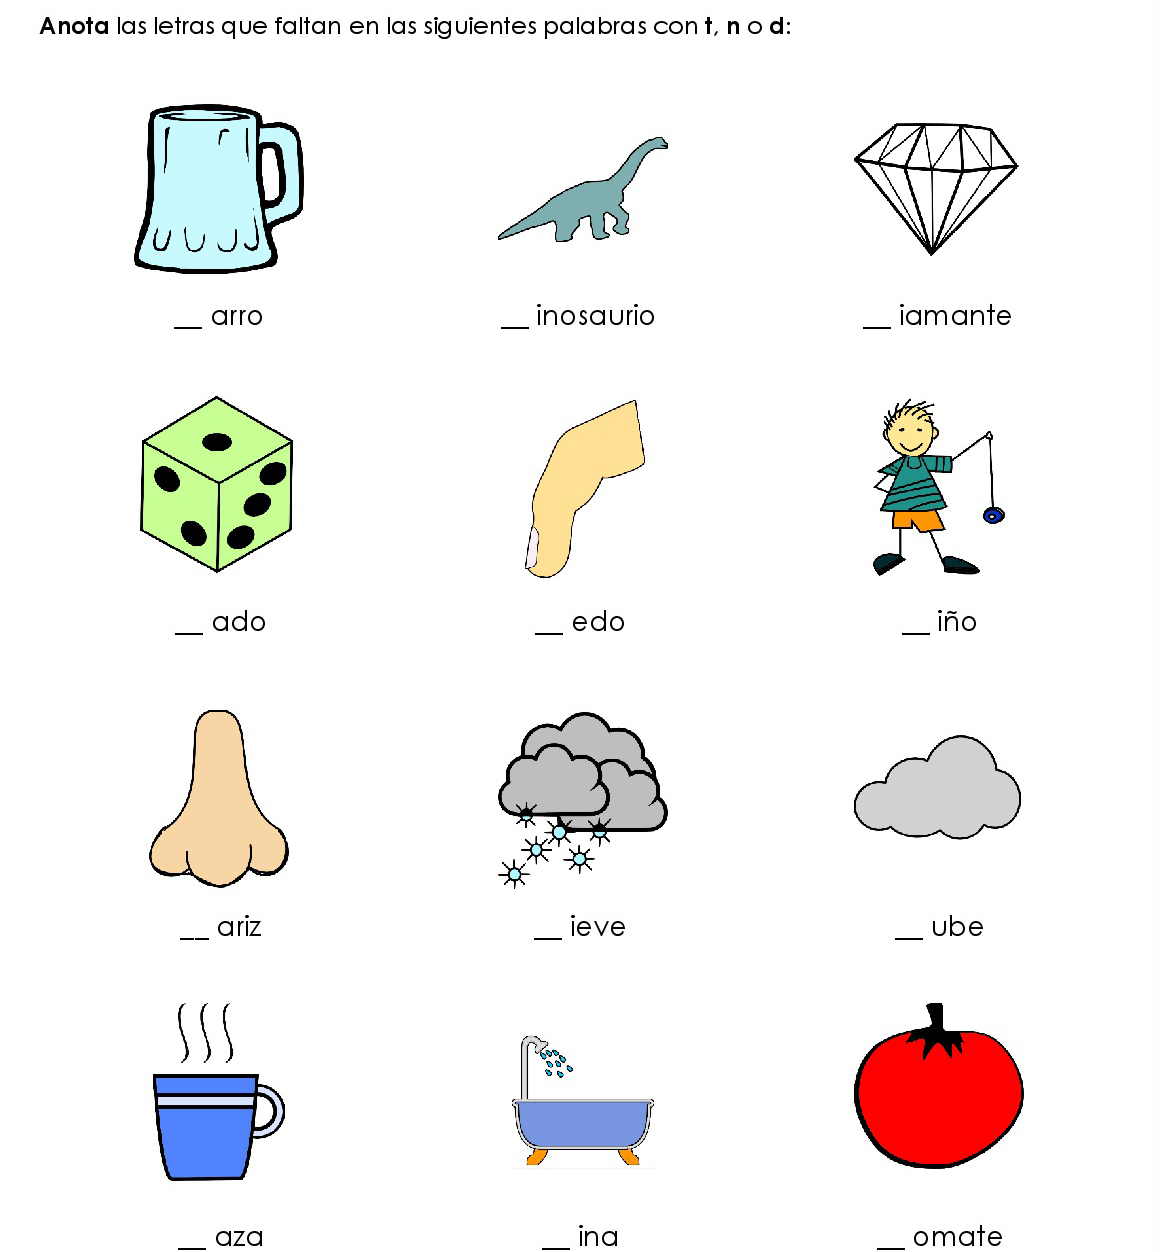 Anota las letras que faltan en las siguientes palabras con t, n o d:
__ arro __ inosaurio __ iamante
__ ado __ edo __ iño
__ ariz __ ieve __ ube
__ aza __ ina __ omate